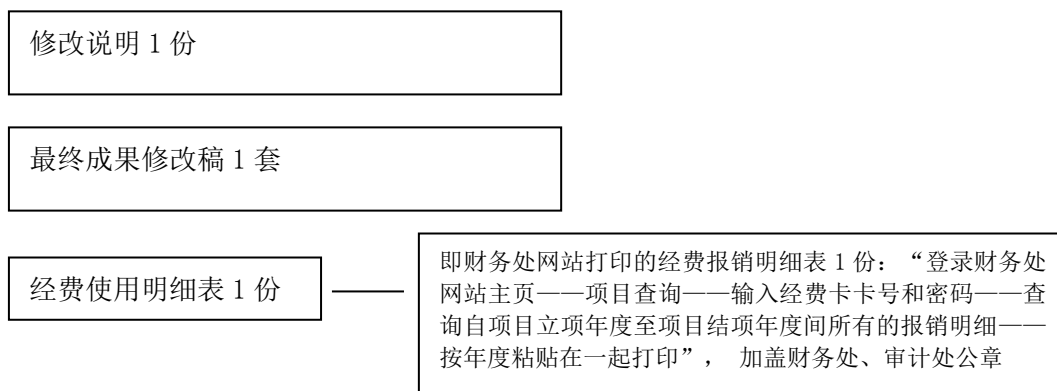 修改说明 1 份
最终成果修改稿 1 套
经费使用明细表 1 份
即财务处网站打印的经费报销明细表 1 份：“登录财务处
网站主页——项目查询——输入经费卡卡号和密码——查
询自项目立项年度至项目结项年度间所有的报销明细——
按年度粘贴在一起打印”， 加盖财务处、审计处公章